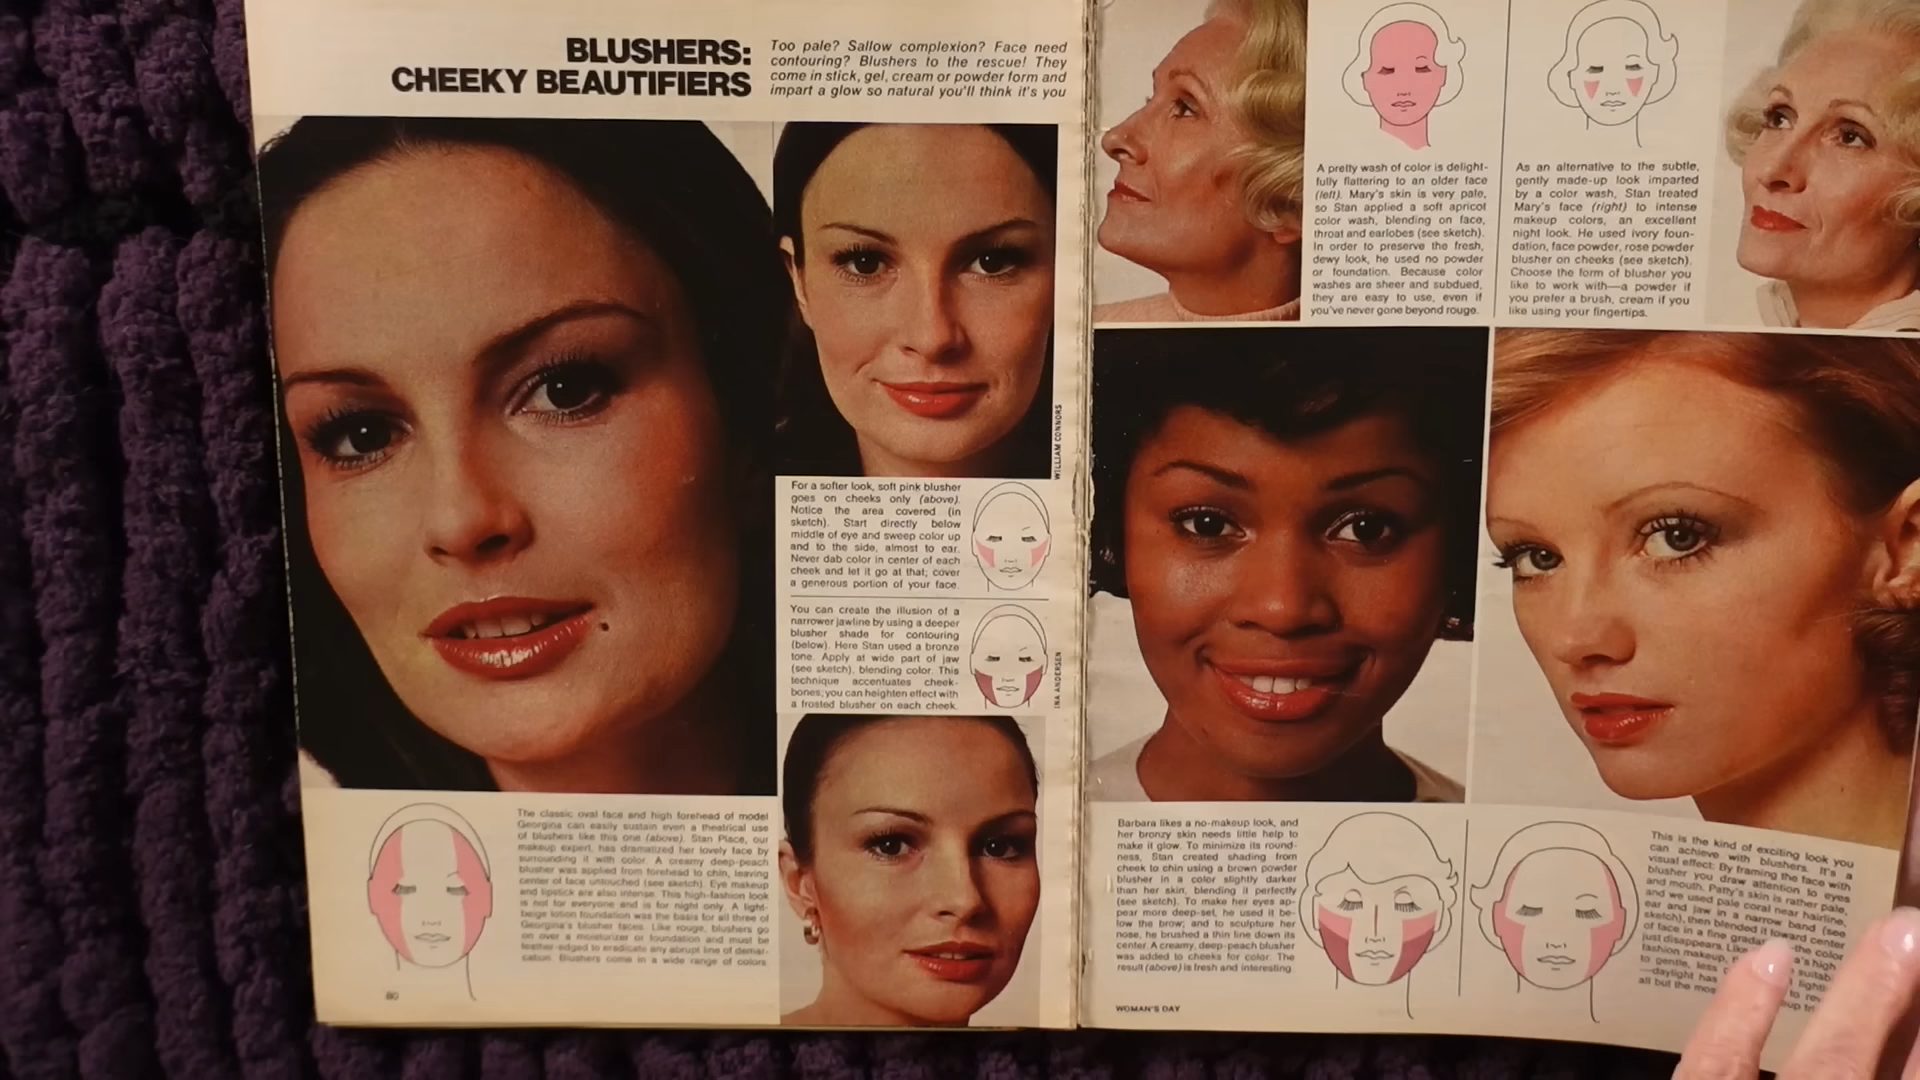 BLUSHERS:
CHEEKY BEAUTIFIERS
Too pale? Sallow complexion? Face need
contouring? Blushers to the rescue! They
come in stick, gel, cream or powder form and
impart a glow so natural you'll think it's you
WILLIAM CONNORS
For a softer look, soft pink blusher
goes on cheeks only (above).
Notice the area covered (in
sketch). Start directly below
middle of eye and sweep color up
and to the side, almost to ear.
Never dab color in center of each
cheek and let it go at that; cover
a generous portion of your face.
You can create the illusion of a
narrower jawline by using a deeper
blusher shade for contouring
(below). Here Stan used a bronze
tone. Apply at wide part of jaw
(see sketch), blending color. This
technique accentuates cheek-
bones; you can heighten effect with
a frosted blusher on each cheek.
INA ANDERSEN
The classic oval face and high forehead of model
Georgina can easily sustain even a theatrical use
of blushers like this one (above). Stan Place, our
makeup expert, has dramatized her lovely face by
surrounding it with color. A creamy deep-peach
blusher was applied from forehead to chin, leaving
center of face untouched (see sketch). Eye makeup
and lipstick are also intense. This high-fashion look
is not for everyone and is for night only. A light-
beige lotion foundation was the basis for all three of
Georgina's blusher faces. Like rouge, blushers go
on over a moisturizer or foundation and must be
feather-edged to eradicate any abrupt line of demar-
cation. Blushers come in a wide range of colors
80
A pretty wash of color is delight-
fully flattering to an older face
(left). Mary's skin is very pale,
so Stan applied a soft apricot
color wash, blending on face,
throat and earlobes (see sketch).
In order to preserve the fresh,
dewy look, he used no powder
or foundation. Because color
washes are sheer and subdued,
they are easy to use, even if
you've never gone beyond rouge.
As an alternative to the subtle,
gently made-up look imparted
by a color wash, Stan treated
Mary's face (right) to intense
makeup colors, an excellent
night look. He used ivory foun-
dation, face powder, rose powder
blusher on cheeks (see sketch).
Choose the form of blusher you
like to work with—a powder if
you prefer a brush, cream if you
like using your fingertips.
Barbara likes a no-makeup look, and
her bronzy skin needs little help to
make it glow. To minimize its round-
ness, Stan created shading from
cheek to chin using a brown powder
blusher in a color slightly darker
than her skin, blending it perfectly
(see sketch). To make her eyes ap-
pear more deep-set, he used it be-
low the brow; and to sculpture her
nose, he brushed a thin line down its
center. A creamy, deep-peach blusher
was added to cheeks for color. The
result (above) is fresh and interesting.
This is the kind of exciting look you
can achieve with blushers. It's a
visual effect: By framing the face with
blusher you draw attention to eyes
and mouth. Patty's skin is rather pale,
and we used pale coral near hairline,
ear and jaw in a narrow band (see
sketch), then blended it toward center
of face in a fine the color
just disappears. Like high
fashion makeup,
to gentle, less
—daylight has
all but the
WOMAN'S DAY